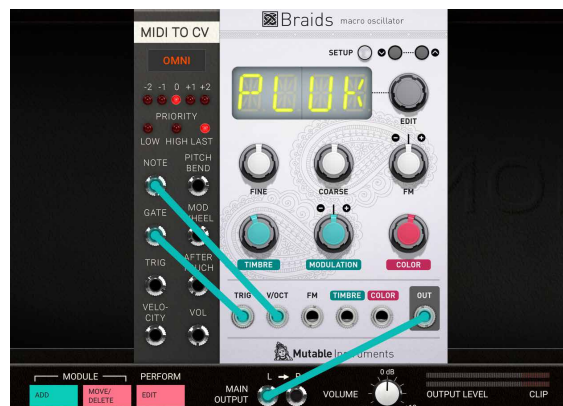 MIDI TO CV
OMNI
-2 -1 0 +1 +2
PRIORITY
LOW HIGH LAST
NOTE
PITCH BEND
GATE
MOD WHEEL
TRIG
AFTER TOUCH
VELO-
CITY
VOL
Braids macro oscillator
SETUP
PLUK
EDIT
FINE
COARSE
FM
TIMBRE
MODULATION
COLOR
TRIG V/OCT FM TIMBRE COLOR OUT
Mutable Instruments
MODULE
PERFORM
ADD
MOVE/
DELETE
EDIT
MAIN
OUTPUT
L → R
VOLUME
0 dB
OUTPUT LEVEL
CLIP